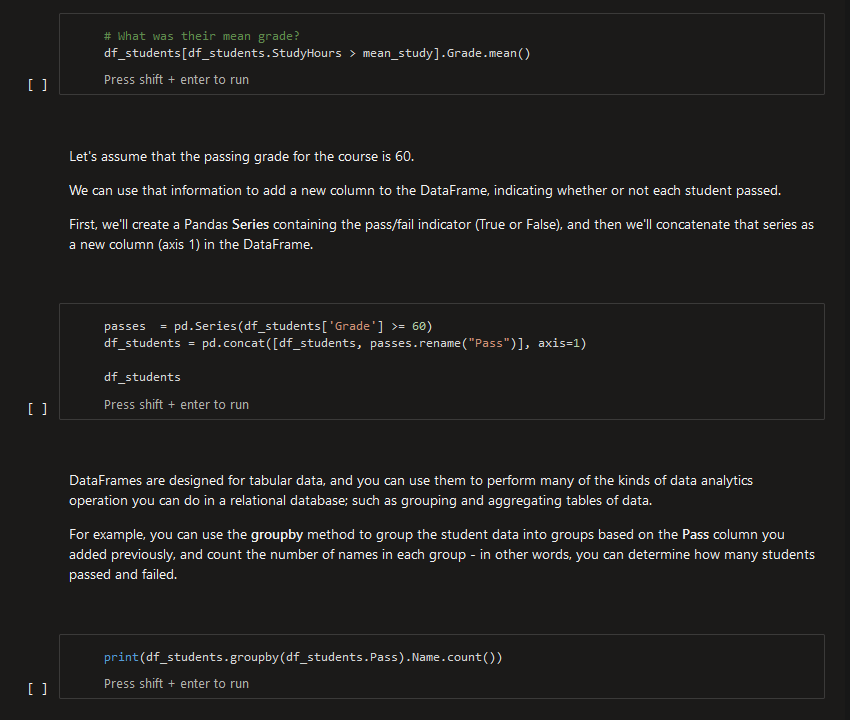 # What was their mean grade?
df_students[df_students.StudyHours > mean_study].Grade.mean()
Press shift + enter to run
[ ]
Let's assume that the passing grade for the course is 60.
We can use that information to add a new column to the DataFrame, indicating whether or not each student passed.
First, we'll create a Pandas Series containing the pass/fail indicator (True or False), and then we'll concatenate that series as
a new column (axis 1) in the DataFrame.
passes  = pd.Series(df_students['Grade'] >= 60)
df_students = pd.concat([df_students, passes.rename("Pass")], axis=1)
df_students
Press shift + enter to run
[ ]
DataFrames are designed for tabular data, and you can use them to perform many of the kinds of data analytics
operation you can do in a relational database; such as grouping and aggregating tables of data.
For example, you can use the groupby method to group the student data into groups based on the Pass column you
added previously, and count the number of names in each group - in other words, you can determine how many students
passed and failed.
print(df_students.groupby(df_students.Pass).Name.count())
Press shift + enter to run
[ ]